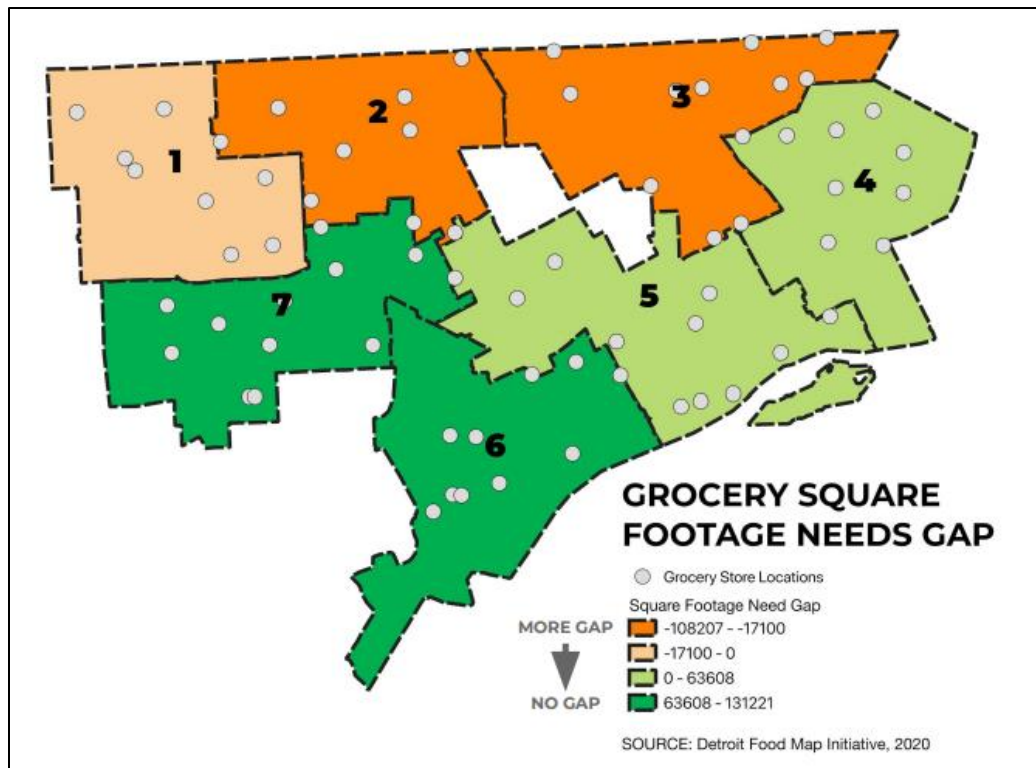 1
2
3
4
5
6
7
GROCERY SQUARE
FOOTAGE NEEDS GAP
Grocery Store Locations
Square Footage Need Gap
MORE GAP
-108207 - -17100
-17100 - 0
0 - 63608
NO GAP
63608 - 131221
SOURCE: Detroit Food Map Initiative, 2020